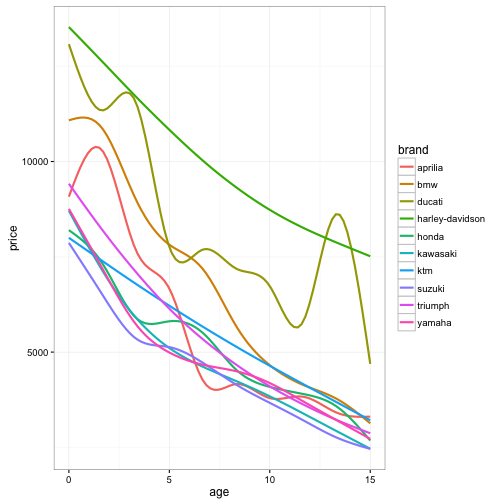 10000
5000
price
0
5
10
15
age
brand
aprilia
bmw
ducati
harley-davidson
honda
kawasaki
ktm
suzuki
triumph
yamaha